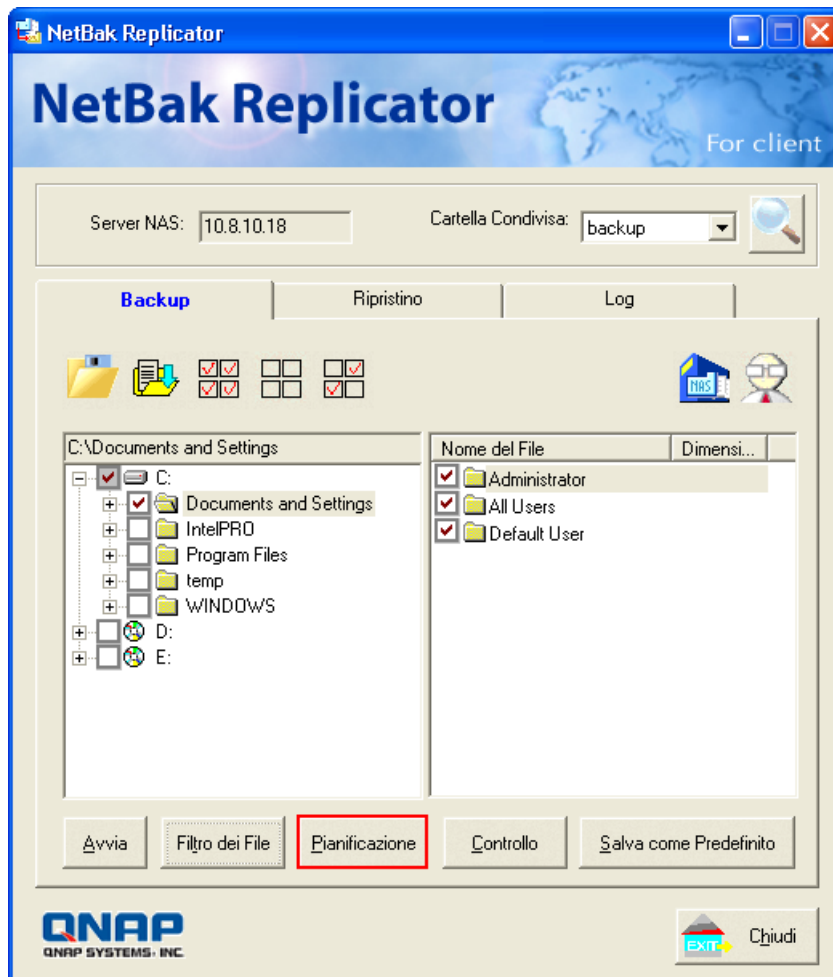 NetBak Replicator
NetBak Replicator
For client
Server NAS: 10.8.10.18 Cartella Condivisa: backup
Backup Ripristino Log
NAS
C:\Documents and Settings
C:
Documents and Settings
IntelPRO
Program Files
temp
WINDOWS
D:
E:
Nome del File Dimensi...
Administrator
All Users
Default User
Avvia Filtro dei File Pianificazione Controllo Salva come Predefinito
QNAP
QNAP SYSTEMS, INC.
EXIT Chiudi